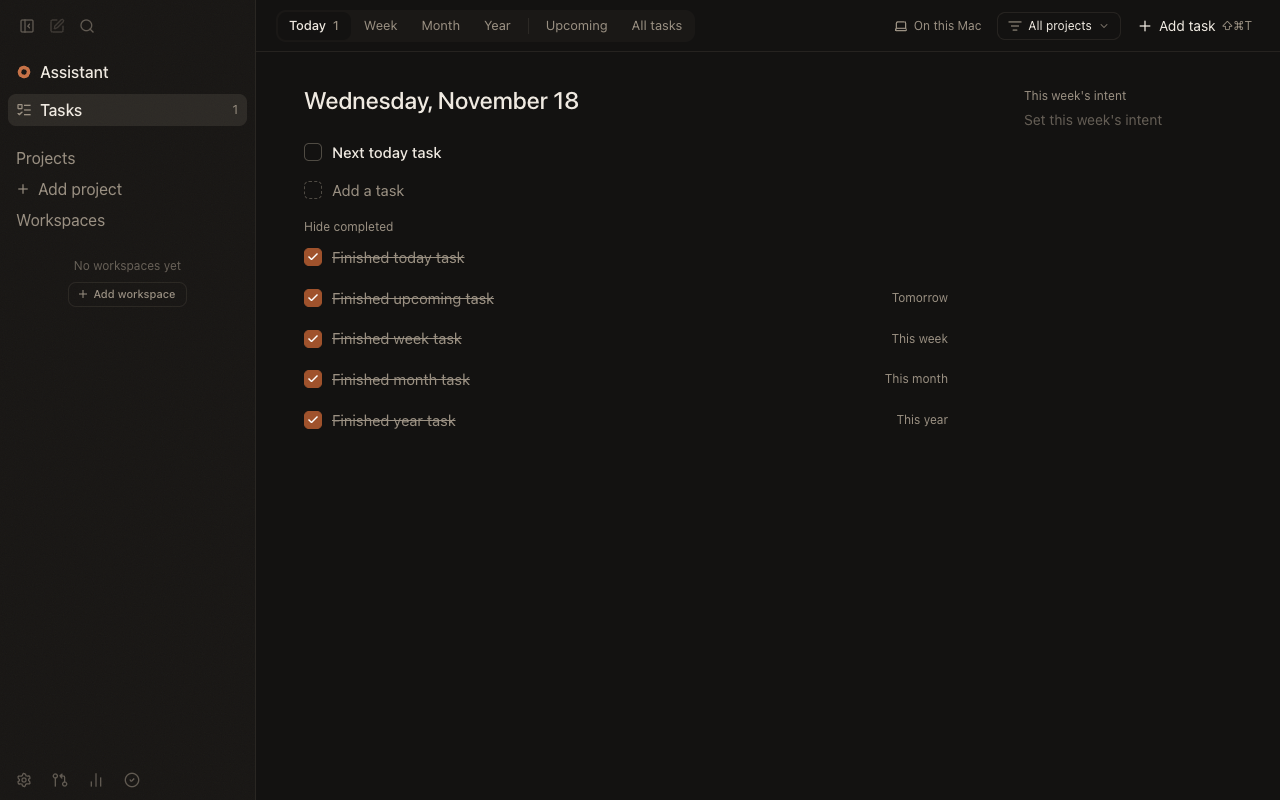 Assistant
Tasks 1
Projects
Add project
Workspaces
No workspaces yet
Add workspace
Today 1 Week Month Year Upcoming All tasks
On this Mac All projects Add task ⇧⌘T
Wednesday, November 18
Next today task
Add a task
Hide completed
Finished today task
Finished upcoming task Tomorrow
Finished week task This week
Finished month task This month
Finished year task This year
This week's intent
Set this week's intent